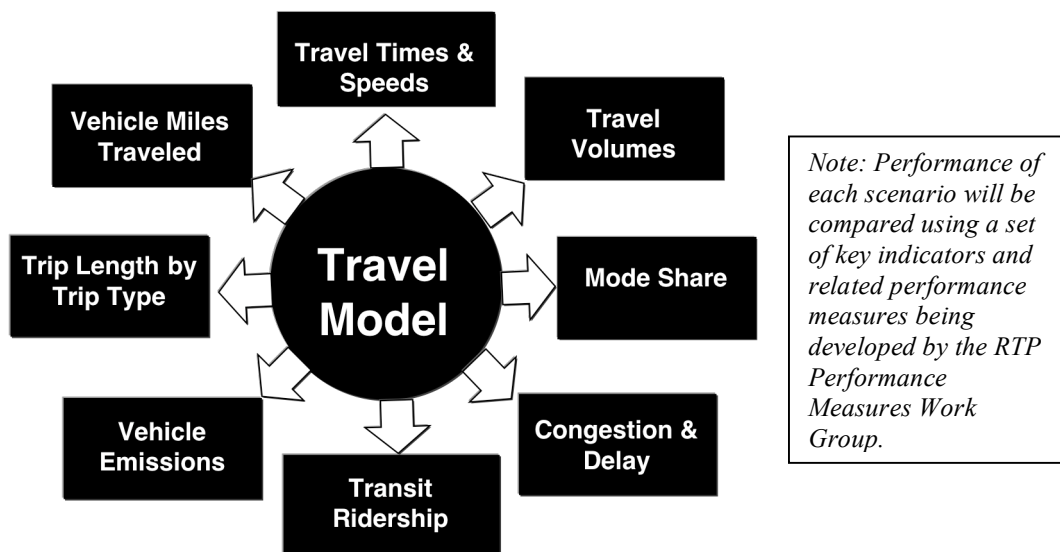 Travel Times &
Speeds
Vehicle Miles
Traveled
Travel
Volumes
Trip Length by
Trip Type
Travel
Model
Mode Share
Vehicle
Emissions
Transit
Ridership
Congestion &
Delay
Note: Performance of
each scenario will be
compared using a set
of key indicators and
related performance
measures being
developed by the RTP
Performance
Measures Work
Group.